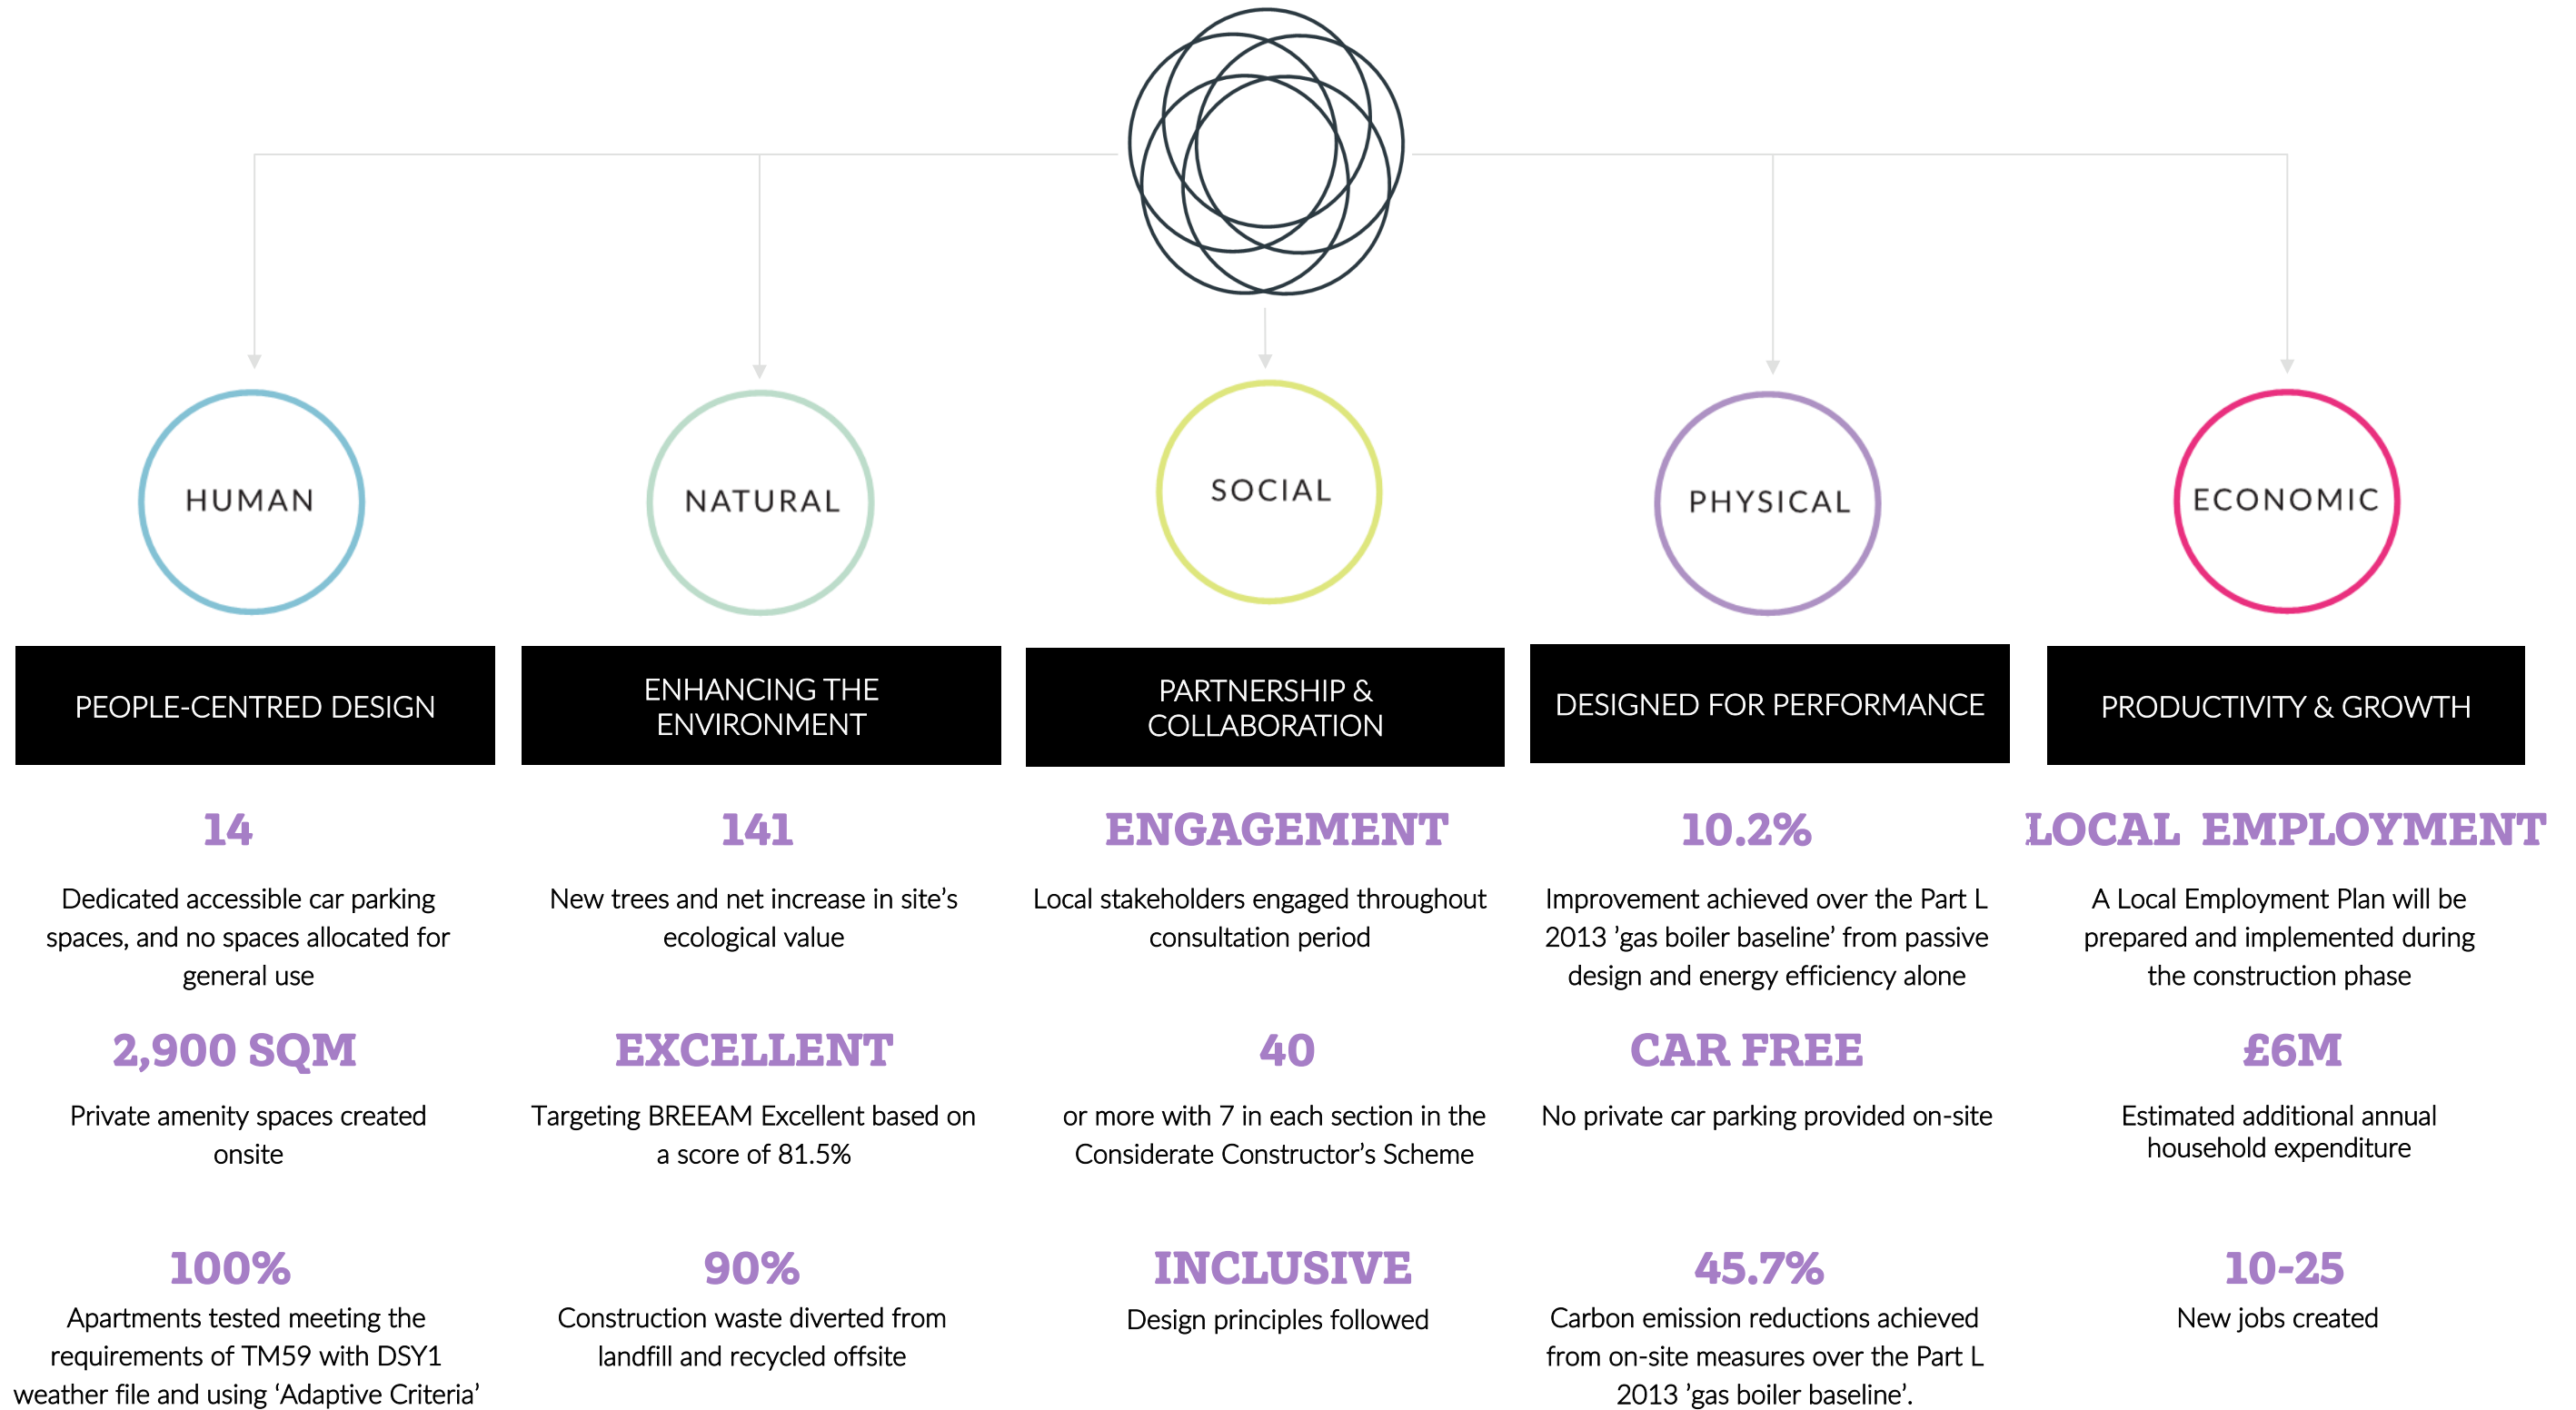 HUMAN
PEOPLE-CENTRED DESIGN
14
Dedicated accessible car parking
spaces, and no spaces allocated for
general use
2,900 SQM
Private amenity spaces created
onsite
100%
Apartments tested meeting the
requirements of TM59 with DSY1
weather file and using ‘Adaptive Criteria’
NATURAL
ENHANCING THE
ENVIRONMENT
141
New trees and net increase in site’s
ecological value
EXCELLENT
Targeting BREEAM Excellent based on
a score of 81.5%
90%
Construction waste diverted from
landfill and recycled offsite
SOCIAL
PARTNERSHIP &
COLLABORATION
ENGAGEMENT
Local stakeholders engaged throughout
consultation period
40
or more with 7 in each section in the
Considerate Constructor’s Scheme
INCLUSIVE
Design principles followed
PHYSICAL
DESIGNED FOR PERFORMANCE
10.2%
Improvement achieved over the Part L
2013 ’gas boiler baseline’ from passive
design and energy efficiency alone
CAR FREE
No private car parking provided on-site
45.7%
Carbon emission reductions achieved
from on-site measures over the Part L
2013 ’gas boiler baseline’.
ECONOMIC
PRODUCTIVITY & GROWTH
LOCAL EMPLOYMENT
A Local Employment Plan will be
prepared and implemented during
the construction phase
£6M
Estimated additional annual
household expenditure
10-25
New jobs created